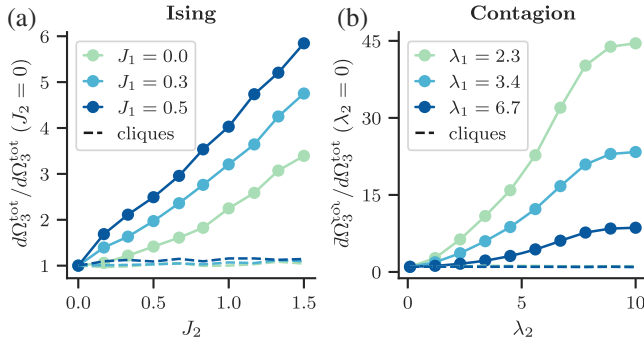 (a) Ising
dΩ₃ᵗᵒᵗ/dΩ₃ᵗᵒᵗ (J₂ = 0)
6
5
4
3
2
1
J₁ = 0.0
J₁ = 0.3
J₁ = 0.5
cliques
0.0 0.5 1.0 1.5
J₂
(b) Contagion
d̄Ω₃ᵗᵒᵗ/dΩ₃ᵗᵒᵗ (λ₂ = 0)
45
30
15
0
λ₁ = 2.3
λ₁ = 3.4
λ₁ = 6.7
cliques
0 5 10
λ₂